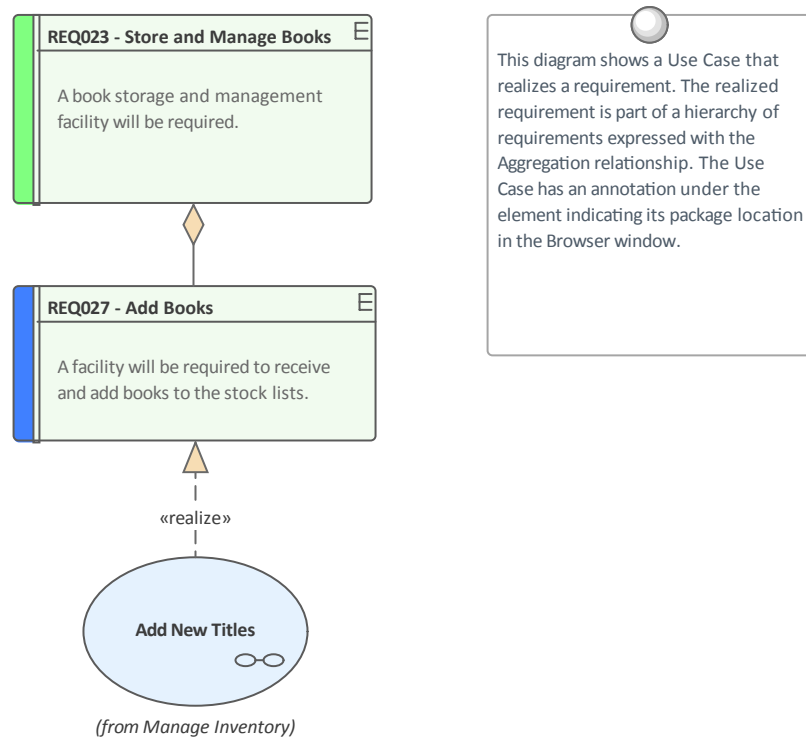 REQ023 - Store and Manage Books
E
A book storage and management
facility will be required.
REQ027 - Add Books
E
A facility will be required to receive
and add books to the stock lists.
«realize»
Add New Titles
(from Manage Inventory)
This diagram shows a Use Case that
realizes a requirement. The realized
requirement is part of a hierarchy of
requirements expressed with the
Aggregation relationship. The Use
Case has an annotation under the
element indicating its package location
in the Browser window.